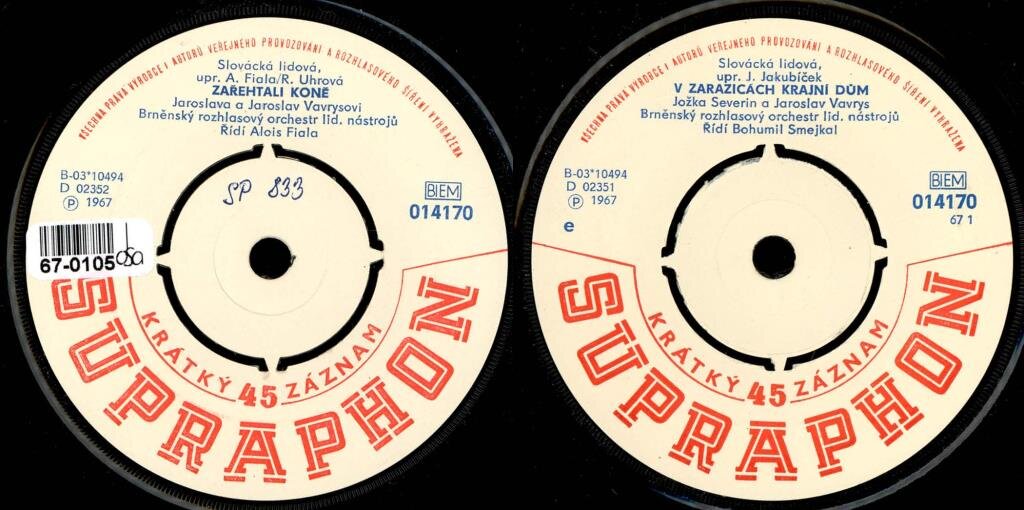 VŠECHNA PRÁVA VÝROBCE I AUTORŮ VEŘEJNÉHO PROVOZOVÁNÍ A ROZHLASOVÉHO ŠÍŘENÍ VYHRAŽENA
Slovácká lidová,
upr. A. Fiala/R. Uhrová
ZAŘEHTALI KONĚ
Jaroslava a Jaroslav Vavrysovi
Brněnský rozhlasový orchestr lid. nástrojů
Řídí Alois Fiala
B-03*10494
D 02352
Ⓟ 1967
SP 833
BIEM
014170
67-0105
osa
KRÁTKÝ 45 ZÁZNAM
SUPRAPHON
VŠECHNA PRÁVA VÝROBCE I AUTORŮ VEŘEJNÉHO PROVOZOVÁNÍ A ROZHLASOVÉHO ŠÍŘENÍ VYHRAŽENA
Slovácká lidová,
upr. J. Jakubíček
V ZARAZICÁCH KRAJNÍ DŮM
Jožka Severin a Jaroslav Vavrys
Brněnský rozhlasový orchestr lid. nástrojů
Řídí Bohumil Smejkal
B-03*10494
D 02351
Ⓟ 1967
e
BIEM
014170
67 1
KRÁTKÝ 45 ZÁZNAM
SUPRAPHON